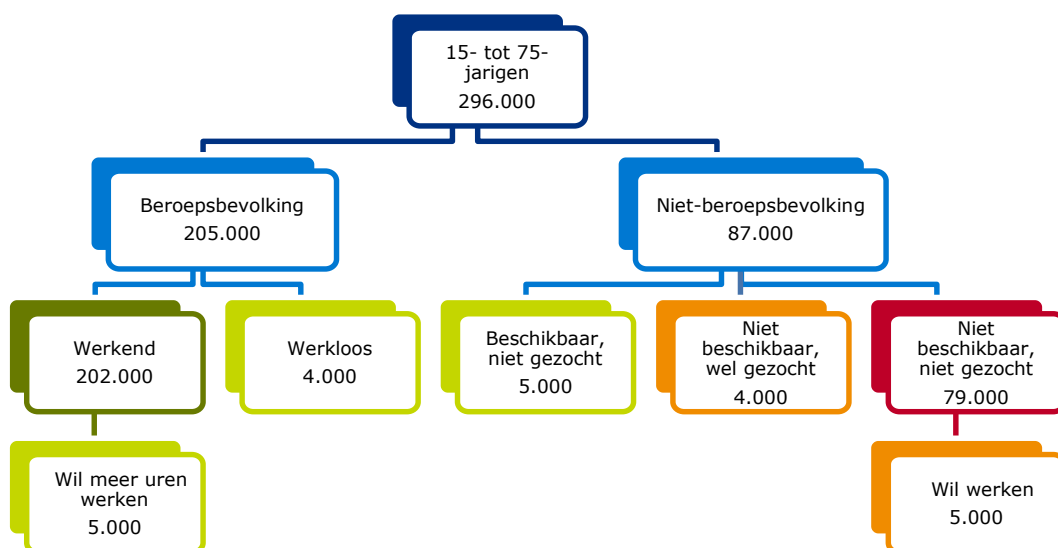 15- tot 75-
jarigen
296.000
Beroepsbevolking
205.000
Niet-beroepsbevolking
87.000
Werkend
202.000
Werkloos
4.000
Beschikbaar,
niet gezocht
5.000
Niet
beschikbaar,
wel gezocht
4.000
Niet
beschikbaar,
niet gezocht
79.000
Wil meer uren
werken
5.000
Wil werken
5.000